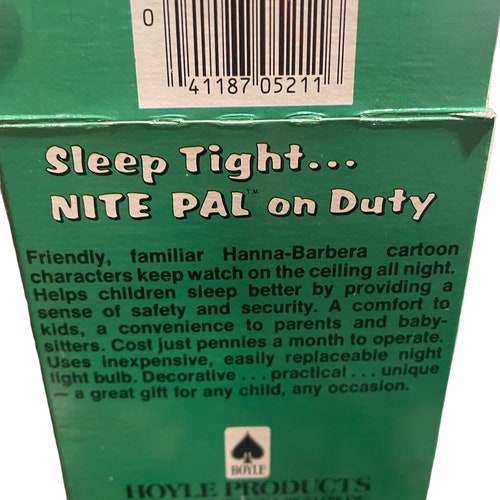 0
41187 05211
Sleep Tight...
NITE PAL™ on Duty
Friendly, familiar Hanna-Barbera cartoon
characters keep watch on the ceiling all night.
Helps children sleep better by providing a
sense of safety and security. A comfort to
kids, a convenience to parents and baby-
sitters. Cost just pennies a month to operate.
Uses inexpensive, easily replaceable night
light bulb. Decorative . . . practical . . . unique
— a great gift for any child, any occasion.
HOYLE
HOYLE PRODUCTS